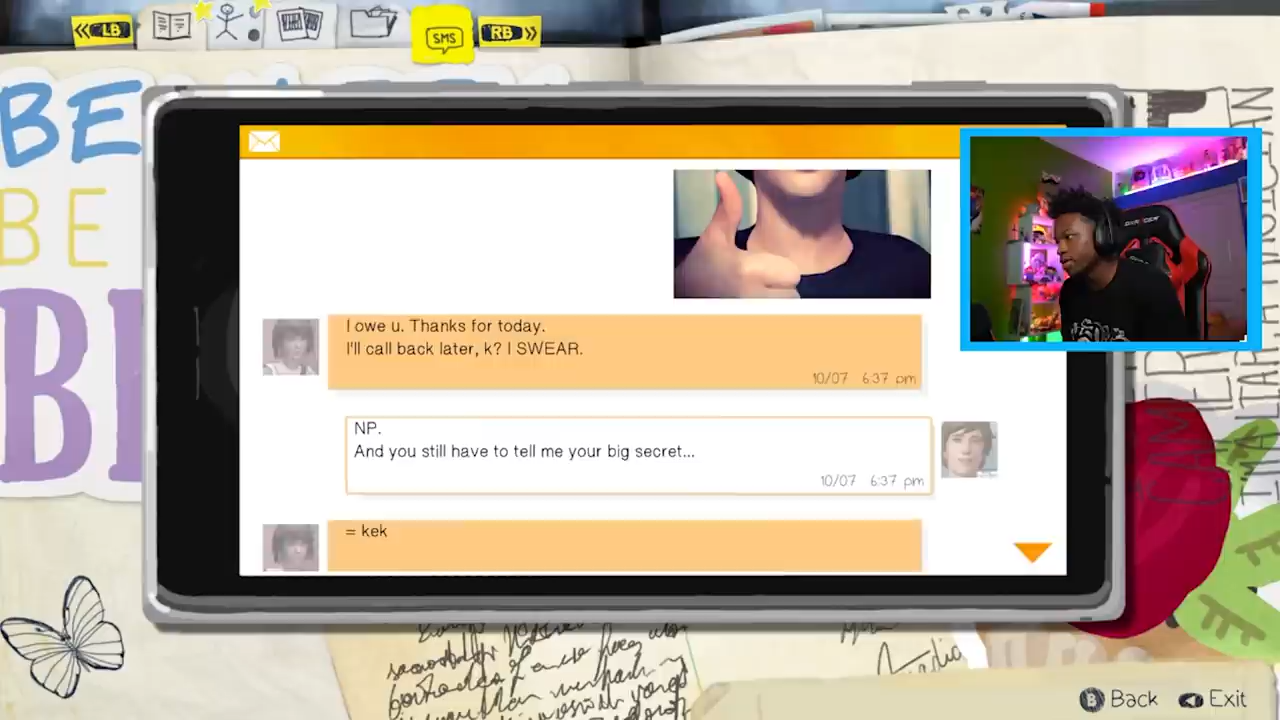 LB
SMS
RB
BE
BE
I owe u. Thanks for today.
I'll call back later, k? I SWEAR.
10/07 6:37 pm
NP.
And you still have to tell me your big secret...
10/07 6:37 pm
= kek
B Back
Exit